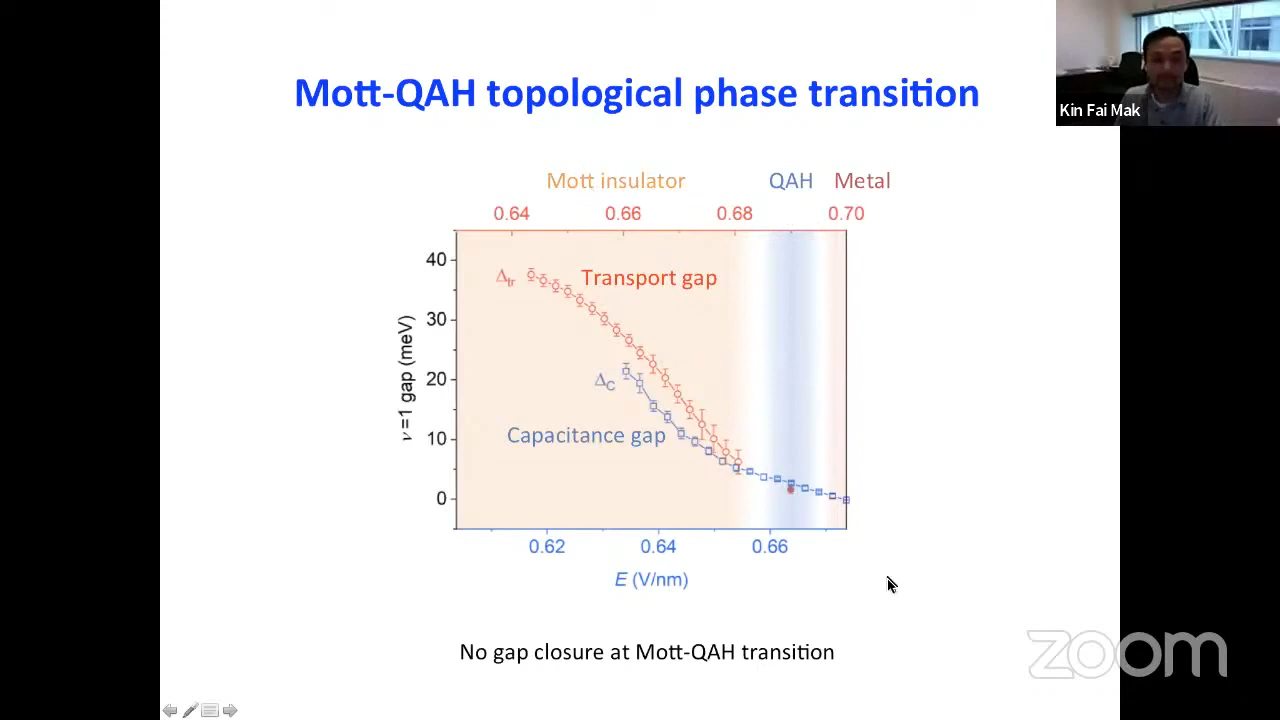 Mott-QAH topological phase transition
Kin Fai Mak
Mott insulator QAH Metal
0.64 0.66 0.68 0.70
40
30
20
10
0
ν=1 gap (meV)
Δtr Transport gap
ΔC
Capacitance gap
0.62 0.64 0.66
E (V/nm)
No gap closure at Mott-QAH transition
zoom